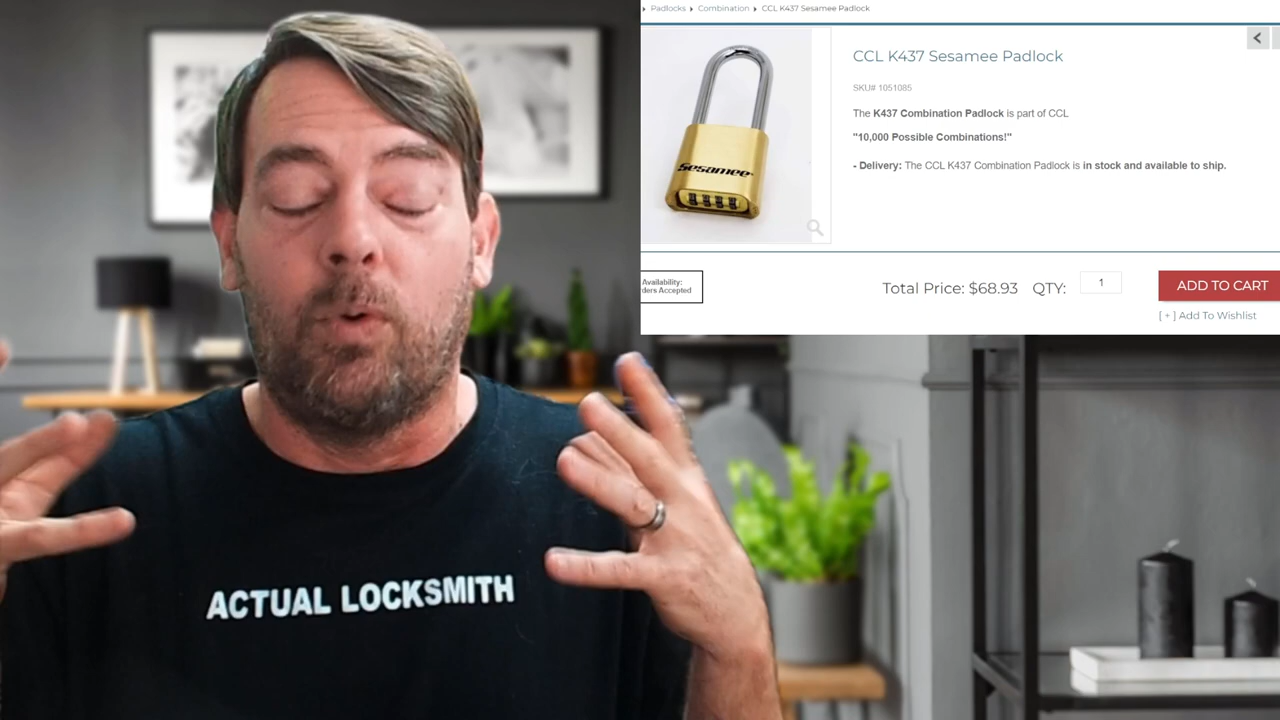 Padlocks Combination CCL K437 Sesamee Padlock
CCL K437 Sesamee Padlock
SKU# 1051085
The K437 Combination Padlock is part of CCL
"10,000 Possible Combinations!"
- Delivery: The CCL K437 Combination Padlock is in stock and available to ship.
Sesamee
Availability:
Accepted
Total Price: $68.93 QTY: 1
ADD TO CART
[ + ] Add To Wishlist
ACTUAL LOCKSMITH